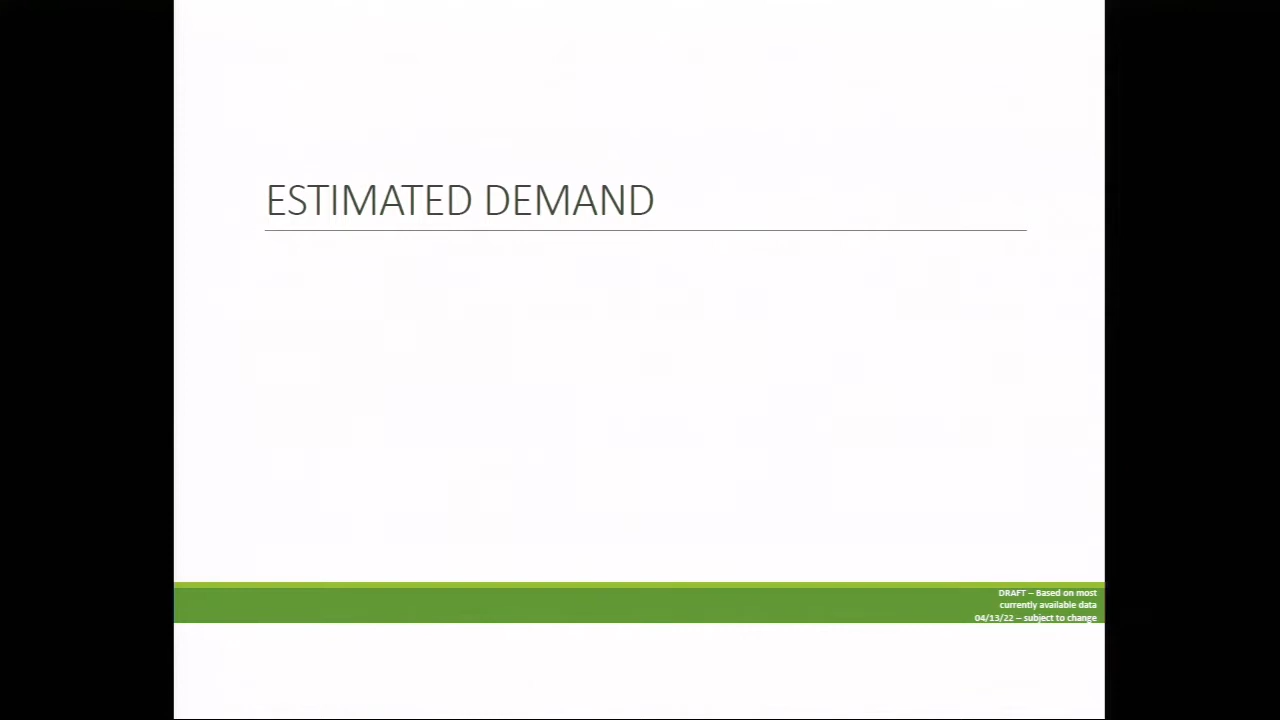 ESTIMATED DEMAND
DRAFT – Based on most
currently available data
04/13/22 – subject to change